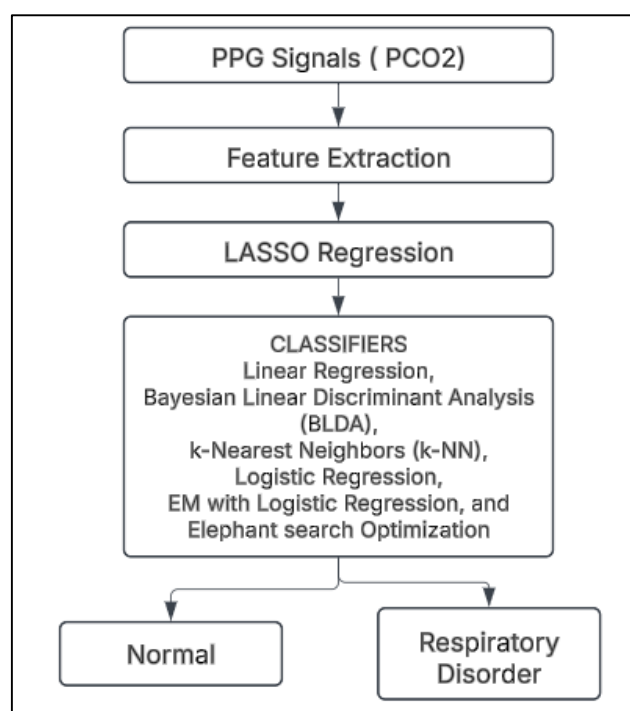 PPG Signals ( PCO2)
Feature Extraction
LASSO Regression
CLASSIFIERS
Linear Regression,
Bayesian Linear Discriminant Analysis
(BLDA),
k-Nearest Neighbors (k-NN),
Logistic Regression,
EM with Logistic Regression, and
Elephant search Optimization
Normal
Respiratory
Disorder